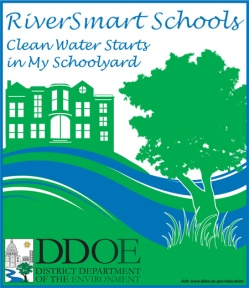 RiverSmart Schools
Clean Water Starts
in My Schoolyard
DDOE
DISTRICT DEPARTMENT
OF THE ENVIRONMENT